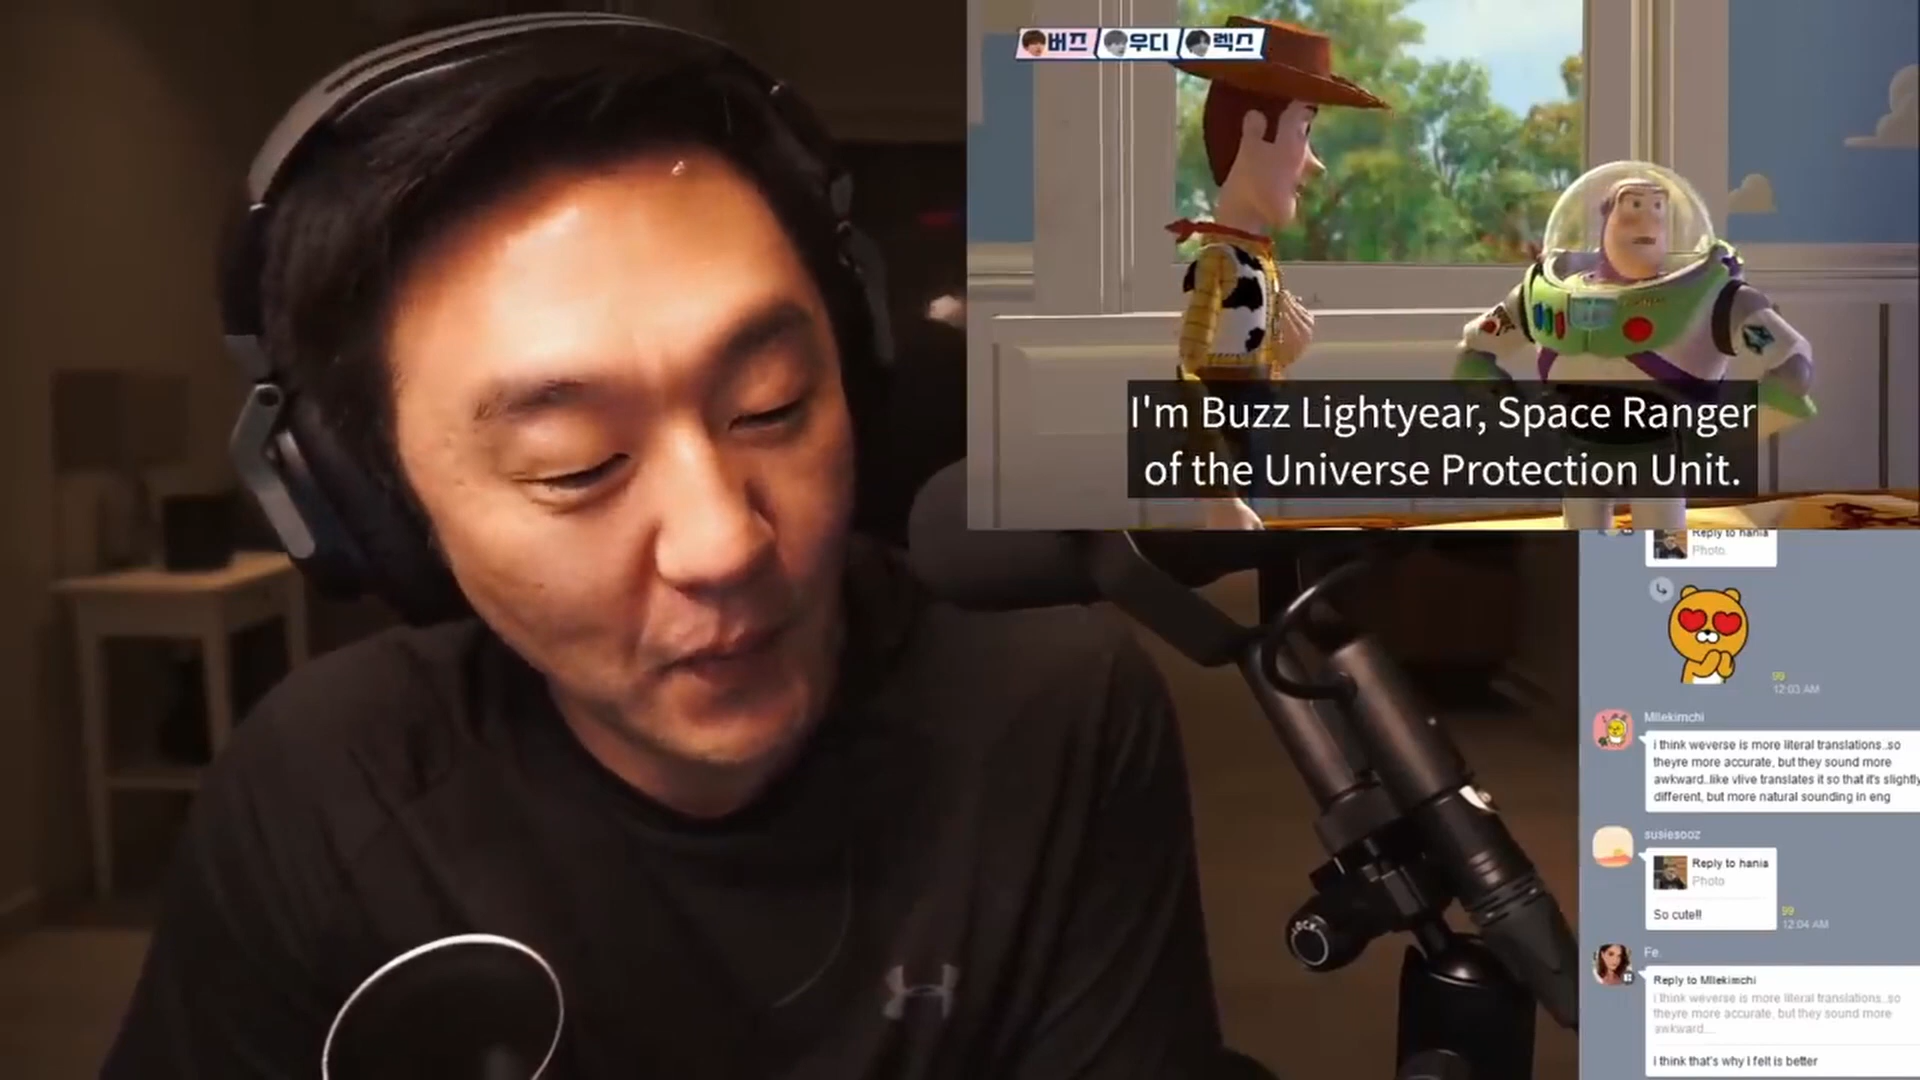 버즈 우디 렉스
I'm Buzz Lightyear, Space Ranger
of the Universe Protection Unit.
Reply to hania
Photo
99
12:03 AM
Mllekimchi
i think weverse is more literal translations..so
theyre more accurate, but they sound more
awkward..like vlive translates it so that it's slightly
different, but more natural sounding in eng
susiesooz
Reply to hania
Photo
So cute!!
99
12:04 AM
Fe.
Reply to Mllekimchi
i think weverse is more literal translations..so
theyre more accurate, but they sound more
awkward....
i think that's why I felt is better
LOCK